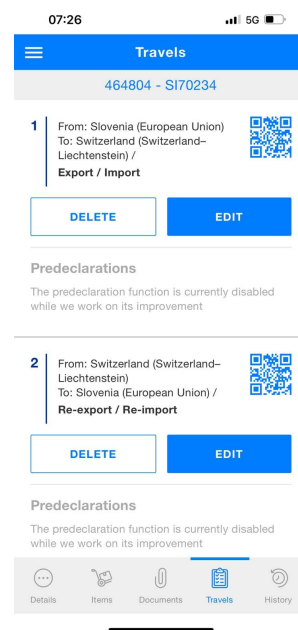 07:26
5G
Travels
464804 - SI70234
1
From: Slovenia (European Union)
To: Switzerland (Switzerland–
Liechtenstein) /
Export / Import
DELETE
EDIT
Predeclarations
The predeclaration function is currently disabled
while we work on its improvement
2
From: Switzerland (Switzerland–
Liechtenstein)
To: Slovenia (European Union) /
Re-export / Re-import
DELETE
EDIT
Predeclarations
The predeclaration function is currently disabled
while we work on its improvement
Details
Items
Documents
Travels
History